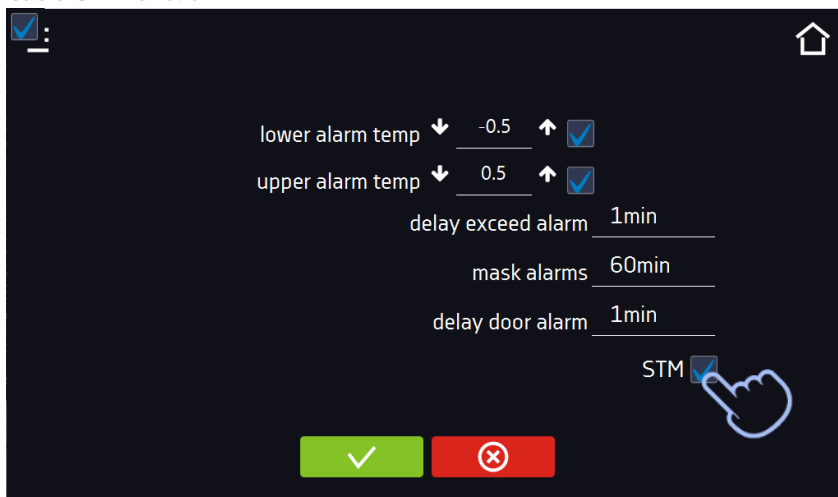 lower alarm temp -0.5
upper alarm temp 0.5
delay exceed alarm 1min
mask alarms 60min
delay door alarm 1min
STM